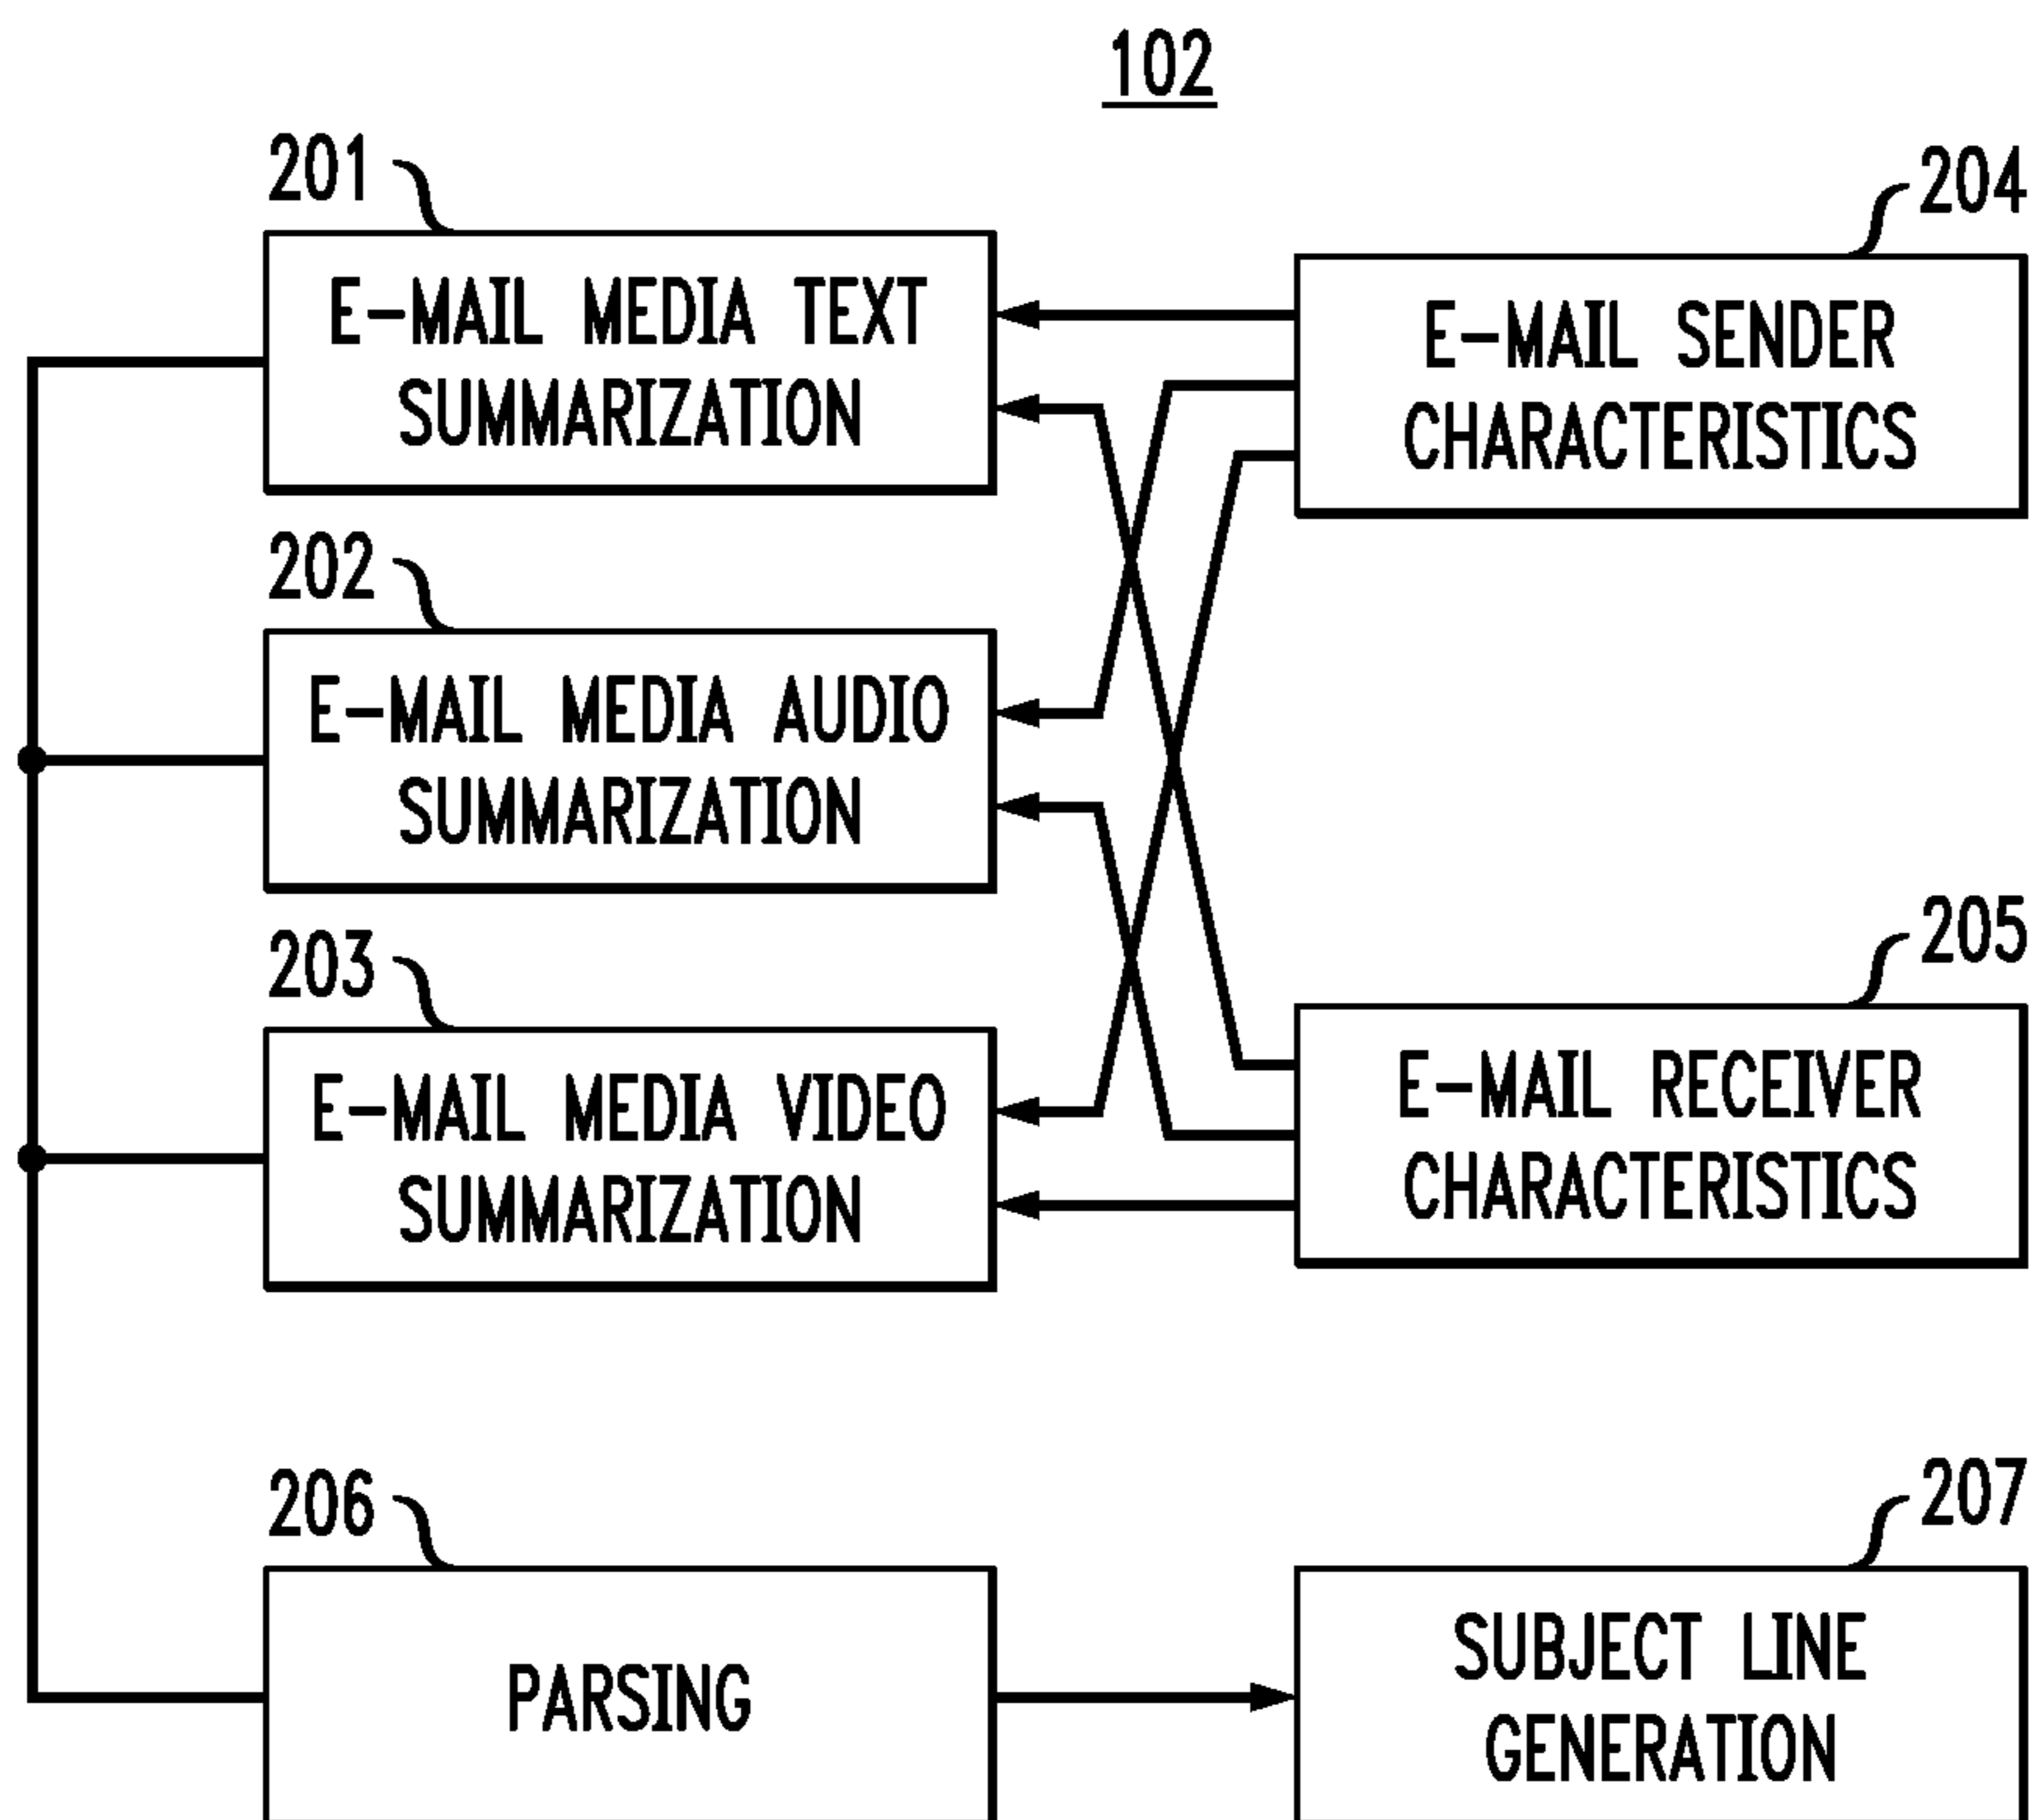 102
201
E-MAIL MEDIA TEXT
SUMMARIZATION
204
E-MAIL SENDER
CHARACTERISTICS
202
E-MAIL MEDIA AUDIO
SUMMARIZATION
203
E-MAIL MEDIA VIDEO
SUMMARIZATION
205
E-MAIL RECEIVER
CHARACTERISTICS
206
PARSING
207
SUBJECT LINE
GENERATION